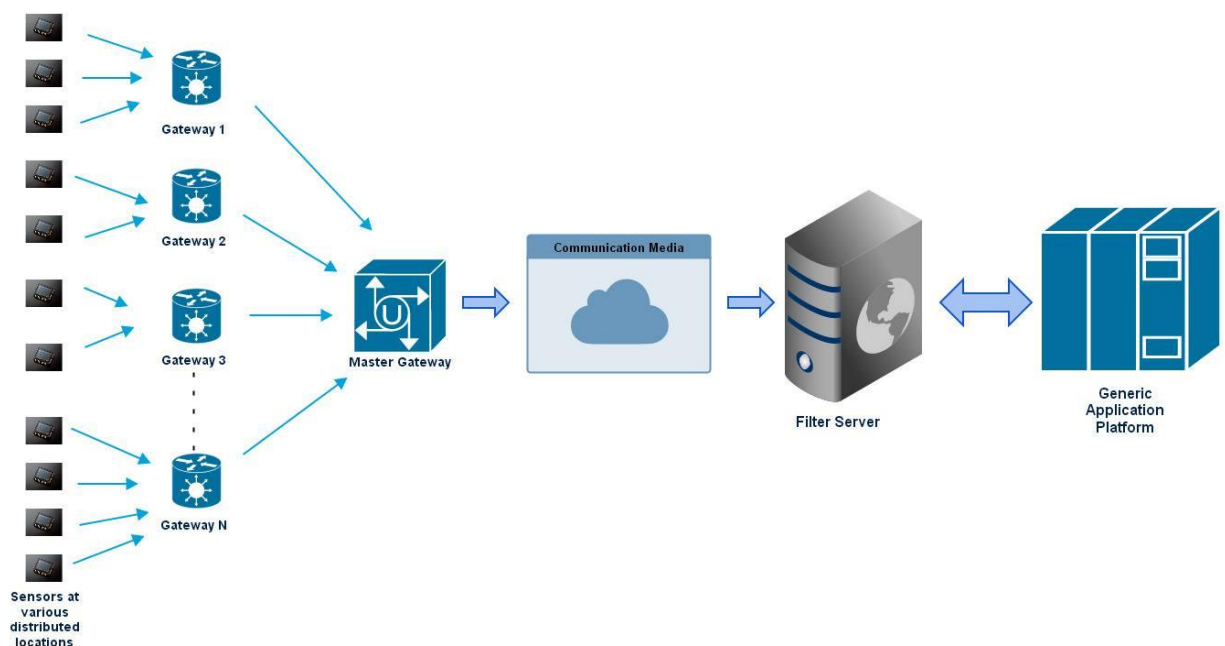 Gateway 1
Gateway 2
Gateway 3
Gateway N
Sensors at
various
distributed
locations
U
Master Gateway
Communication Media
Filter Server
Generic
Application
Platform